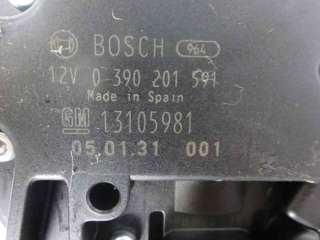 BOSCH 964
12V 0 390 201 591
Made in Spain
GM 13105981
05.01.31 001